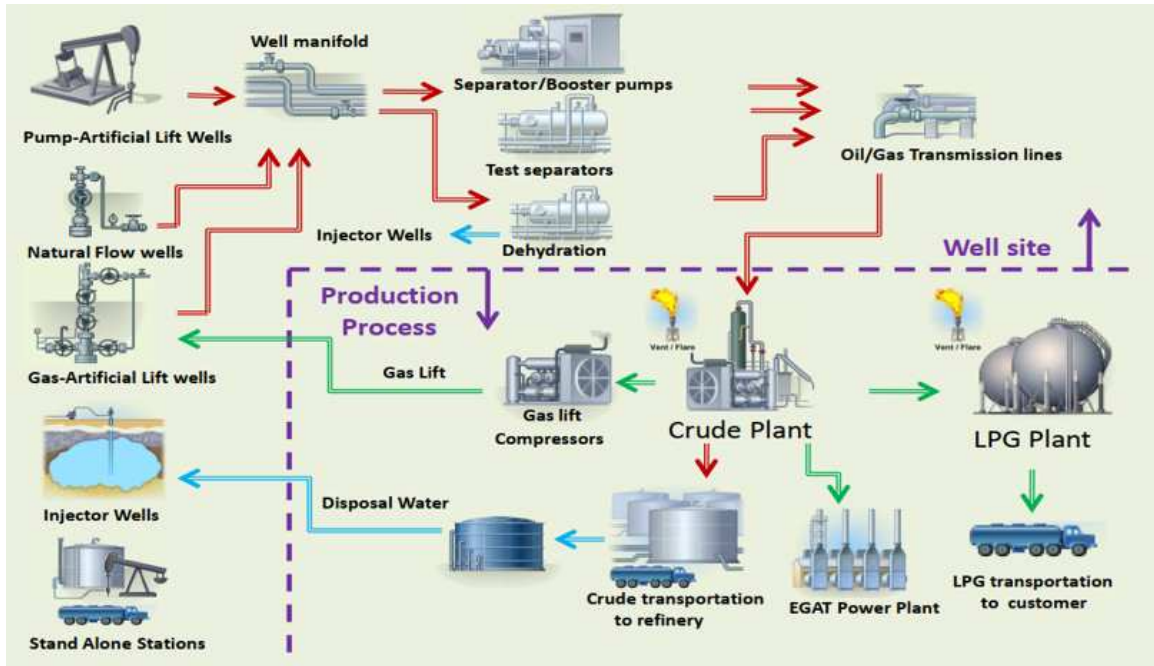 Well manifold
Separator/Booster pumps
Pump-Artificial Lift Wells
Test separators
Oil/Gas Transmission lines
Injector Wells
Natural Flow wells
Dehydration
Well site
Production
Process
Vent / Flare
Vent / Flare
Gas Lift
Gas-Artificial Lift wells
Gas lift
Compressors
Crude Plant
LPG Plant
Disposal Water
Injector Wells
Crude transportation
to refinery
EGAT Power Plant
LPG transportation
to customer
Stand Alone Stations